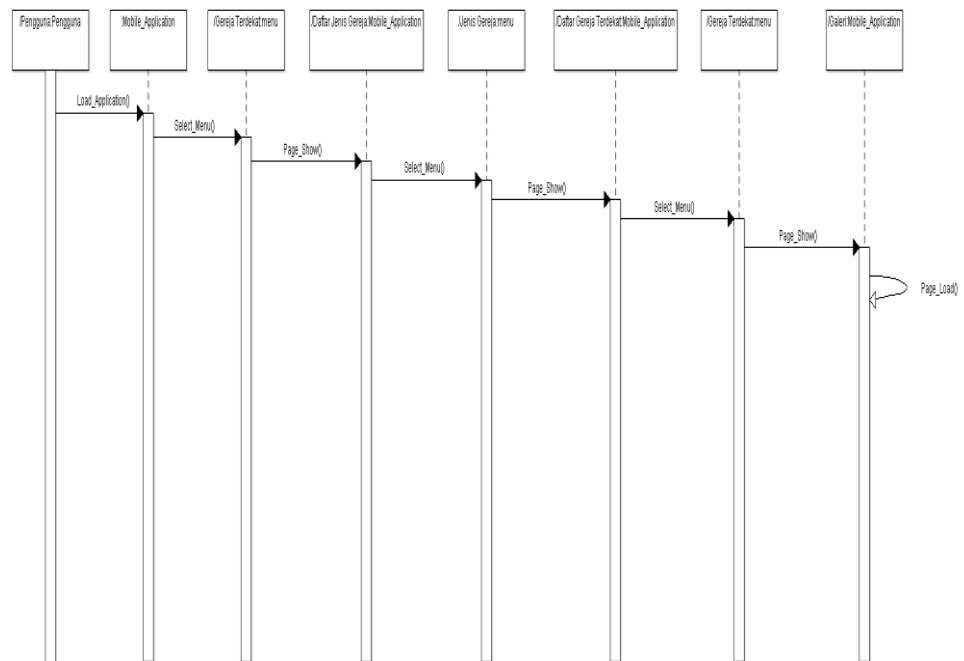 /Pengguna:Pengguna
:Mobile_Application
/Gereja Terdekat:menu
/Daftar Jenis Gereja:Mobile_Application
/Jenis Gereja:menu
/Daftar Gereja Terdekat:Mobile_Application
/Gereja Terdekat:menu
/Galeri:Mobile_Application
Load_Application()
Select_Menu()
Page_Show()
Select_Menu()
Page_Show()
Select_Menu()
Page_Show()
Page_Load()